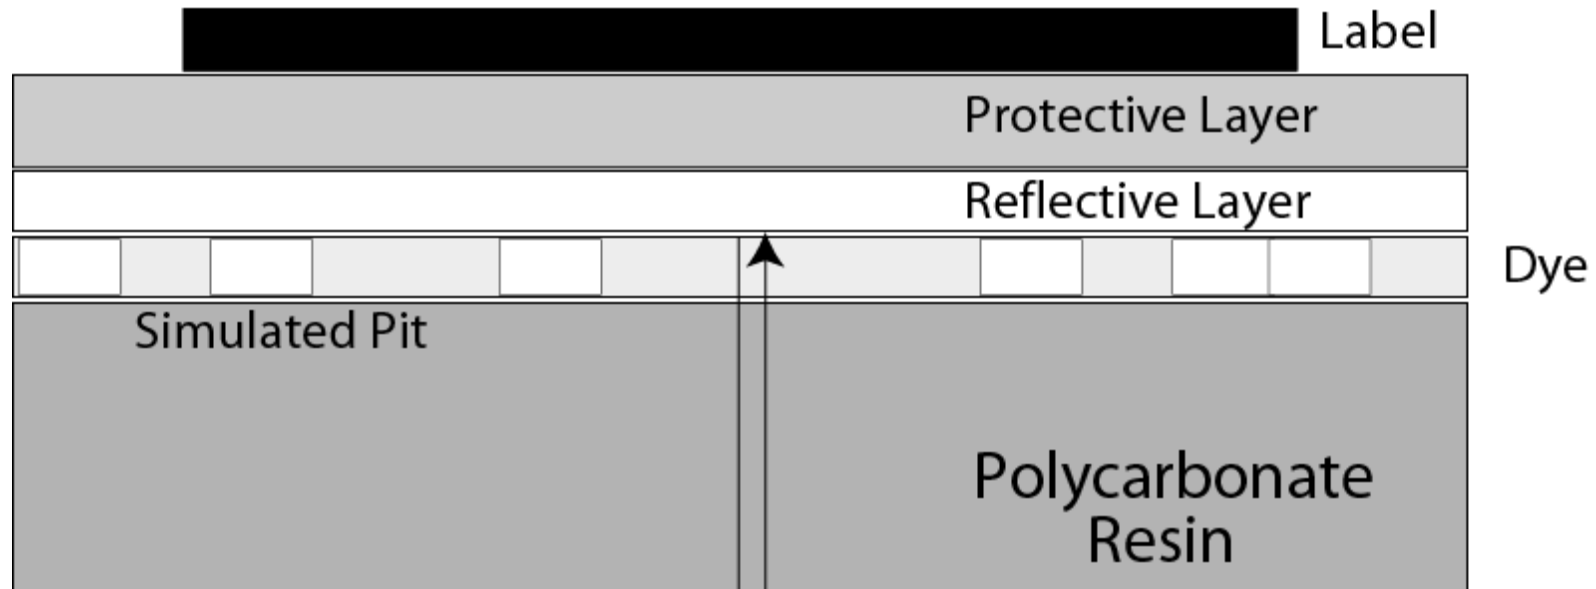 Label
Protective Layer
Reflective Layer
Dye
Simulated Pit
Polycarbonate
Resin